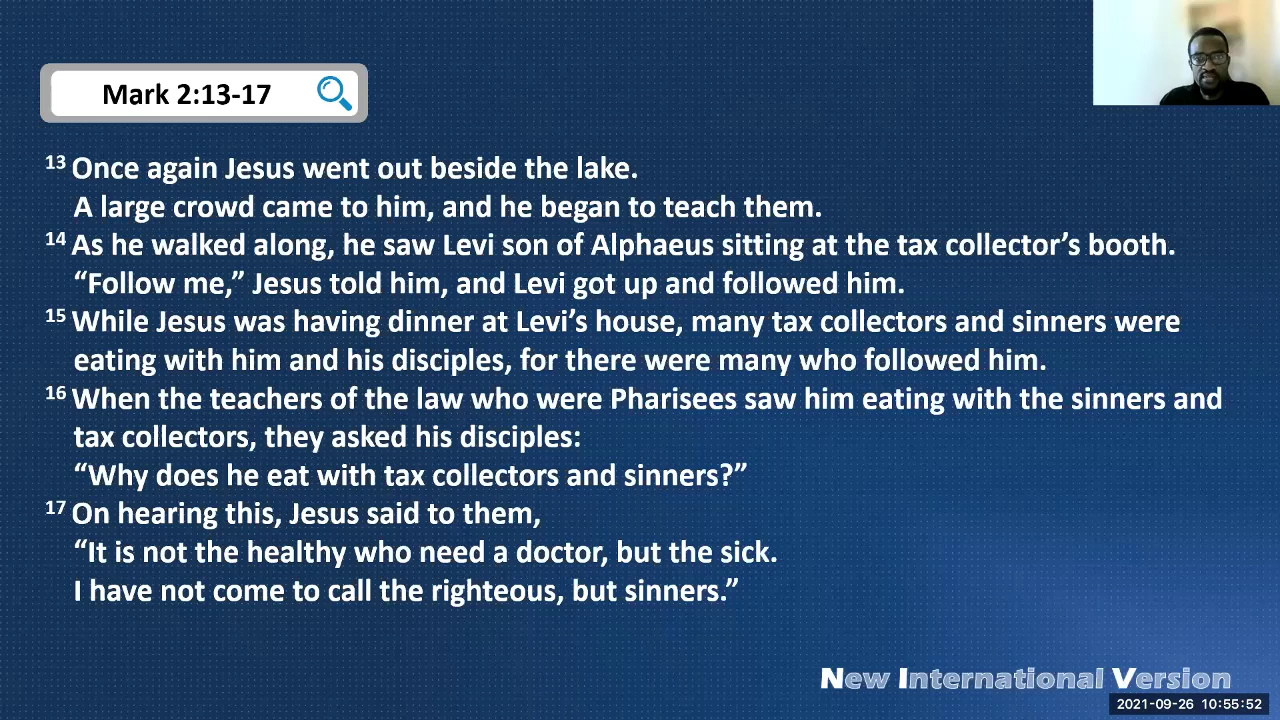 Mark 2:13-17
13 Once again Jesus went out beside the lake.
A large crowd came to him, and he began to teach them.
14 As he walked along, he saw Levi son of Alphaeus sitting at the tax collector’s booth.
“Follow me,” Jesus told him, and Levi got up and followed him.
15 While Jesus was having dinner at Levi’s house, many tax collectors and sinners were
eating with him and his disciples, for there were many who followed him.
16 When the teachers of the law who were Pharisees saw him eating with the sinners and
tax collectors, they asked his disciples:
“Why does he eat with tax collectors and sinners?”
17 On hearing this, Jesus said to them,
“It is not the healthy who need a doctor, but the sick.
I have not come to call the righteous, but sinners.”
New International Version
2021-09-26 10:55:52